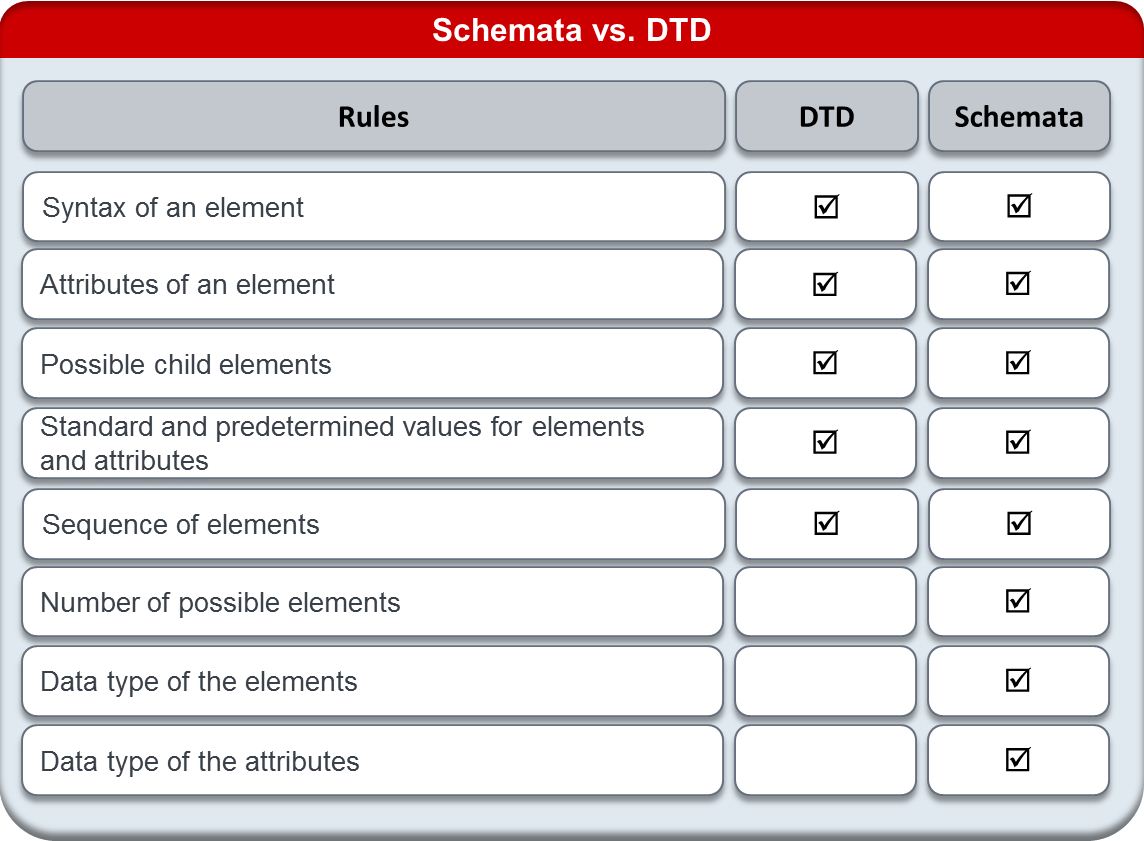 Schemata vs. DTD
Rules DTD Schemata
Syntax of an element ☑ ☑
Attributes of an element ☑ ☑
Possible child elements ☑ ☑
Standard and predetermined values for elements
and attributes ☑ ☑
Sequence of elements ☑ ☑
Number of possible elements ☑
Data type of the elements ☑
Data type of the attributes ☑